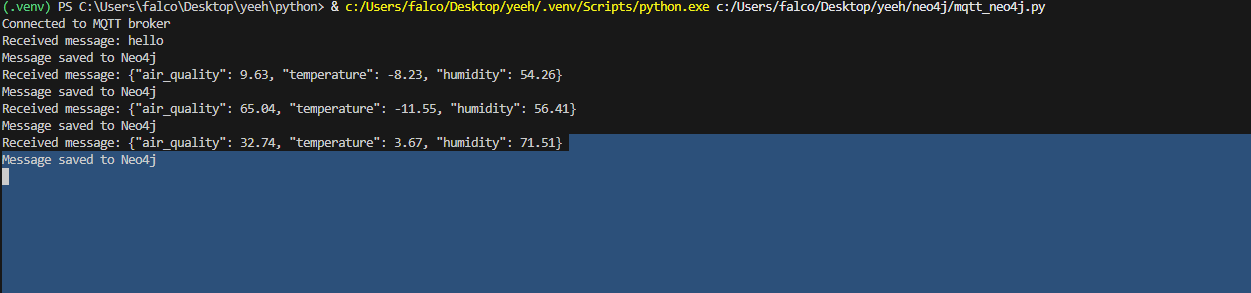 (.venv) PS C:\Users\falco\Desktop\yeeh\python> & c:/Users/falco/Desktop/yeeh/.venv/Scripts/python.exe c:/Users/falco/Desktop/yeeh/neo4j/mqtt_neo4j.py
Connected to MQTT broker
Received message: hello
Message saved to Neo4j
Received message: {"air_quality": 9.63, "temperature": -8.23, "humidity": 54.26}
Message saved to Neo4j
Received message: {"air_quality": 65.04, "temperature": -11.55, "humidity": 56.41}
Message saved to Neo4j
Received message: {"air_quality": 32.74, "temperature": 3.67, "humidity": 71.51}
Message saved to Neo4j